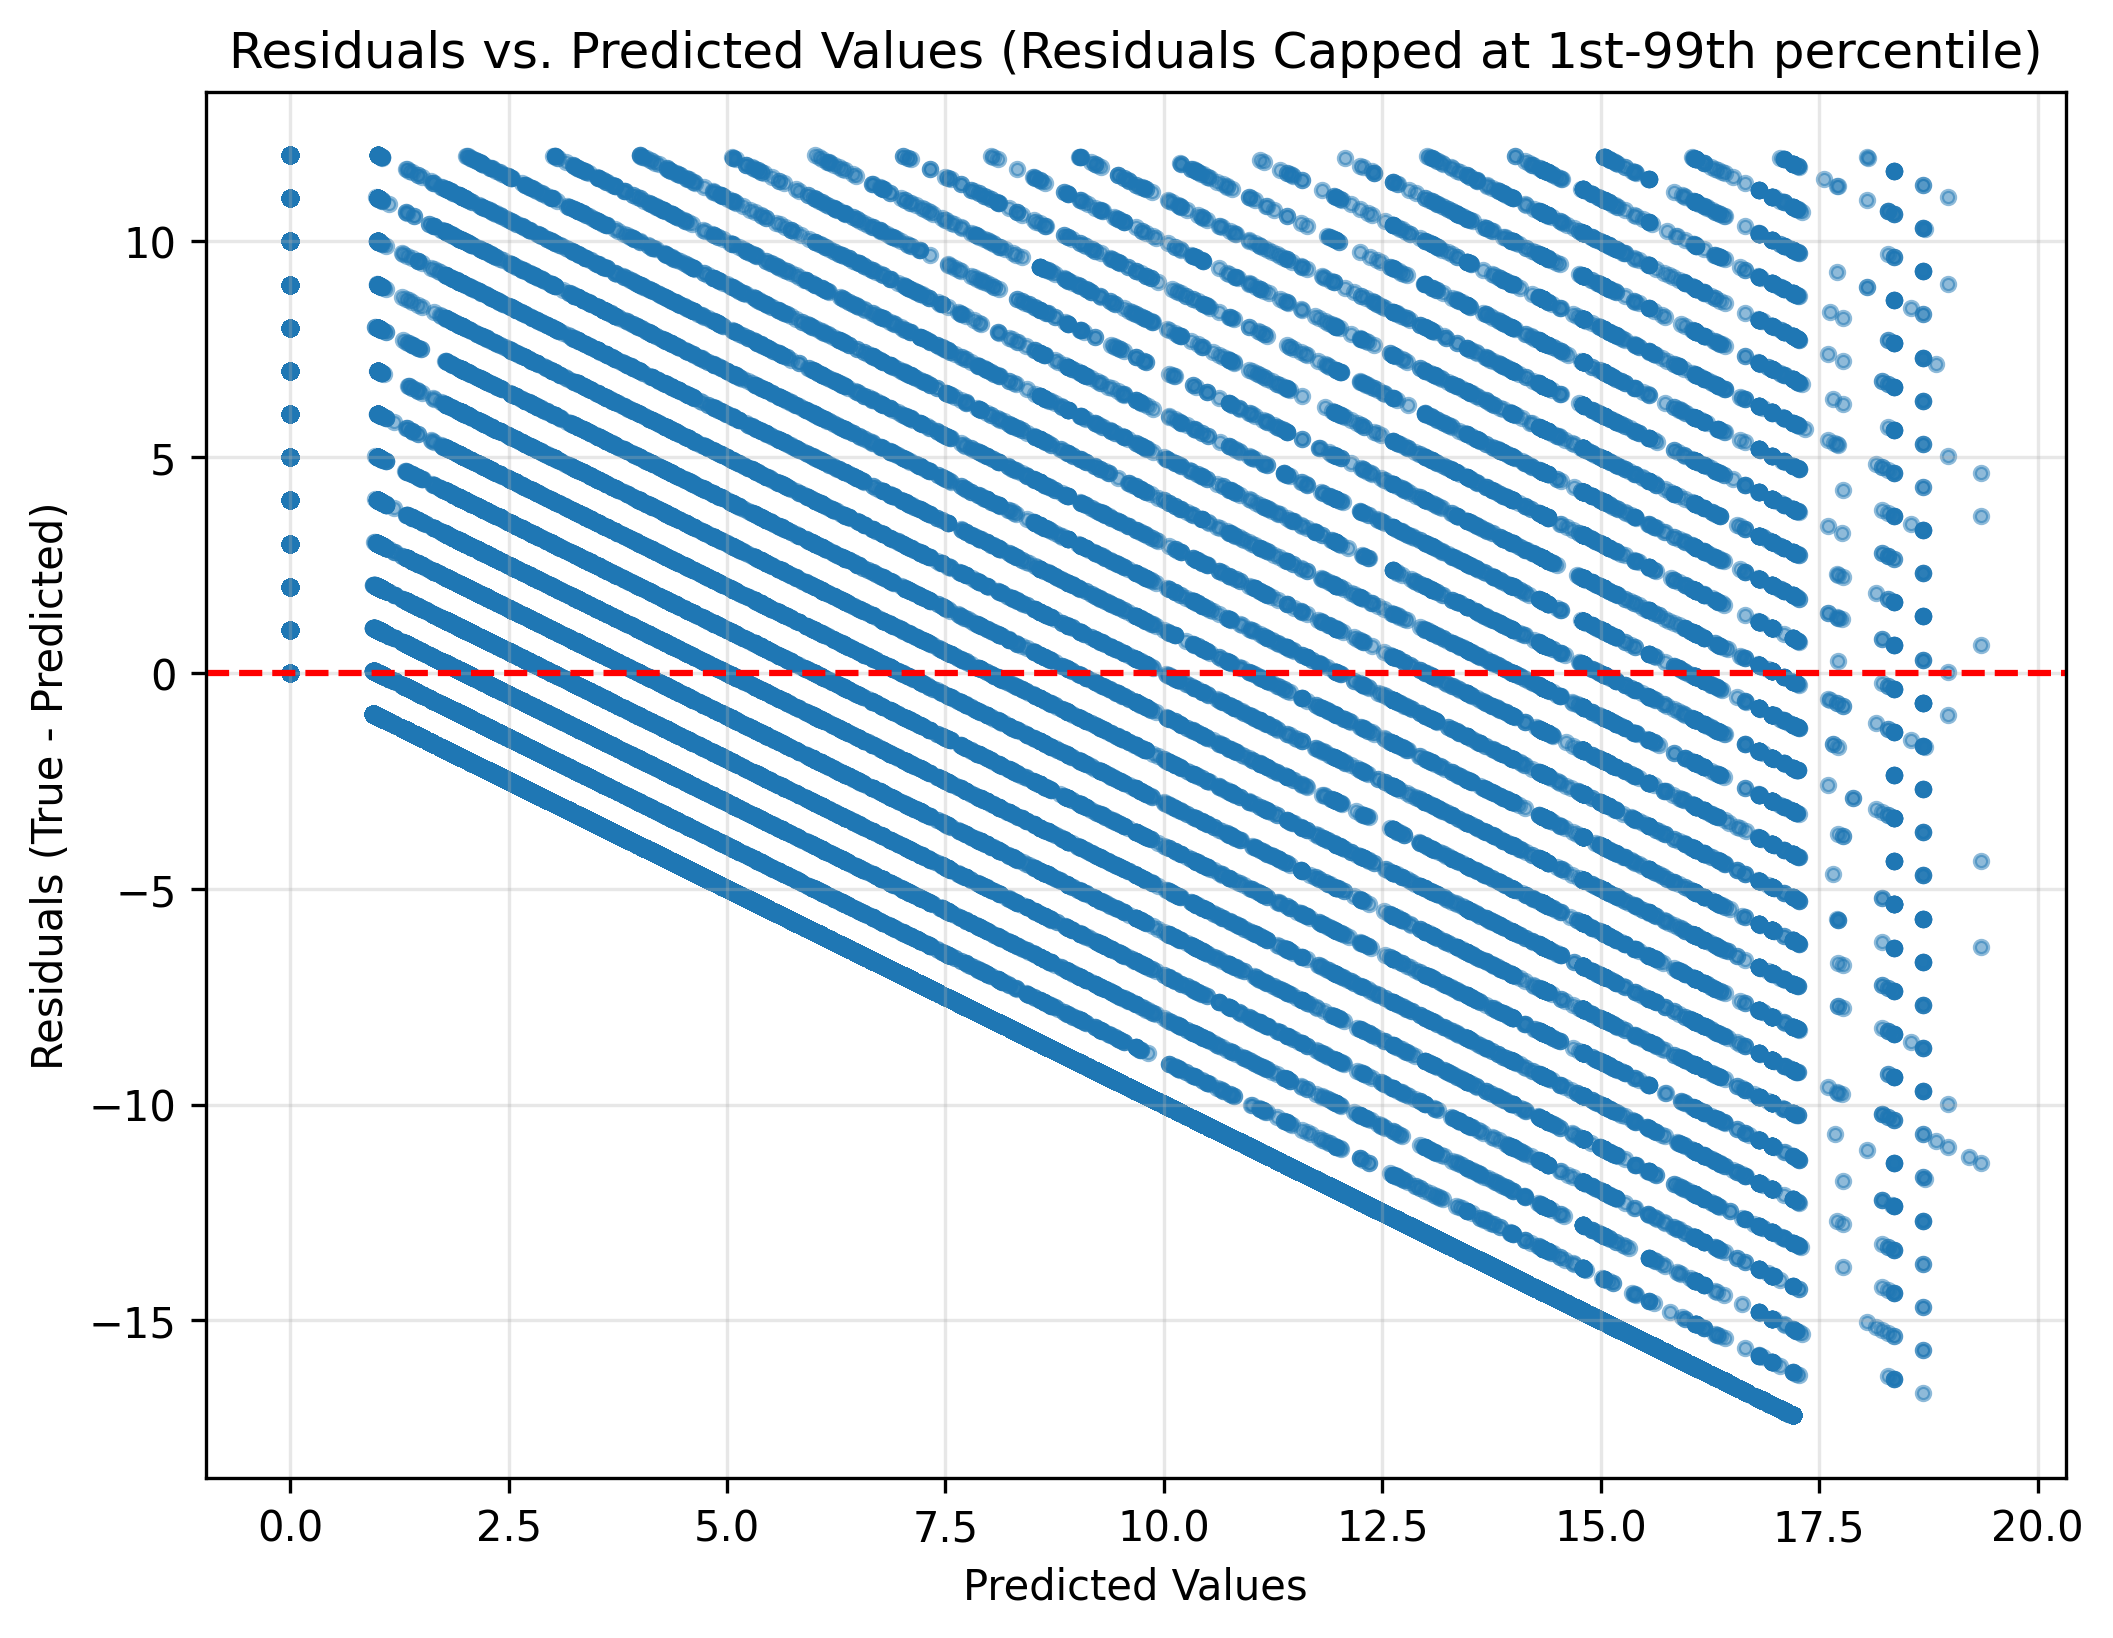 Residuals vs. Predicted Values (Residuals Capped at 1st-99th percentile)
Residuals (True - Predicted)
10
5
0
−5
−10
−15
0.0 2.5 5.0 7.5 10.0 12.5 15.0 17.5 20.0
Predicted Values